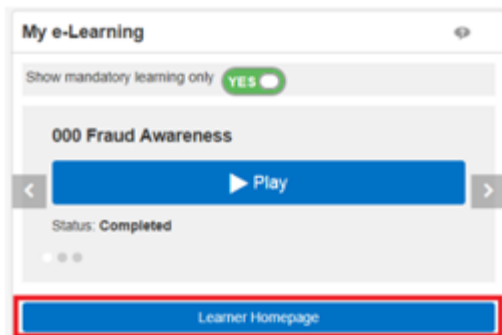 My e-Learning
Show mandatory learning only YES
000 Fraud Awareness
Play
Status: Completed
Learner Homepage